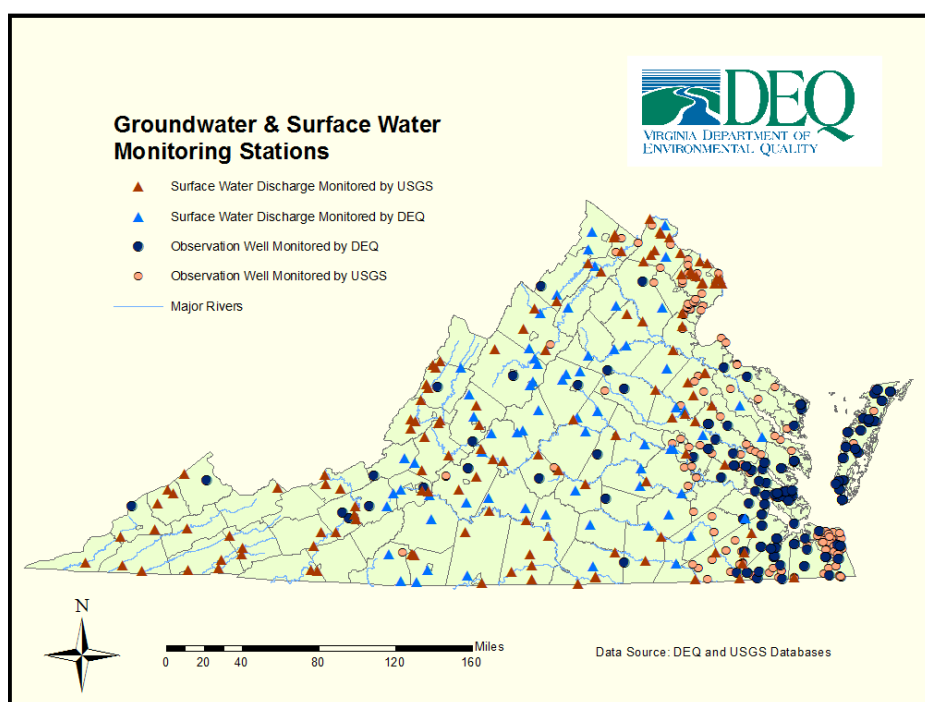 DEQ
VIRGINIA DEPARTMENT OF
ENVIRONMENTAL QUALITY
Groundwater & Surface Water
Monitoring Stations
Surface Water Discharge Monitored by USGS
Surface Water Discharge Monitored by DEQ
Observation Well Monitored by DEQ
Observation Well Monitored by USGS
Major Rivers
N
Miles
0 20 40 80 120 160
Data Source: DEQ and USGS Databases